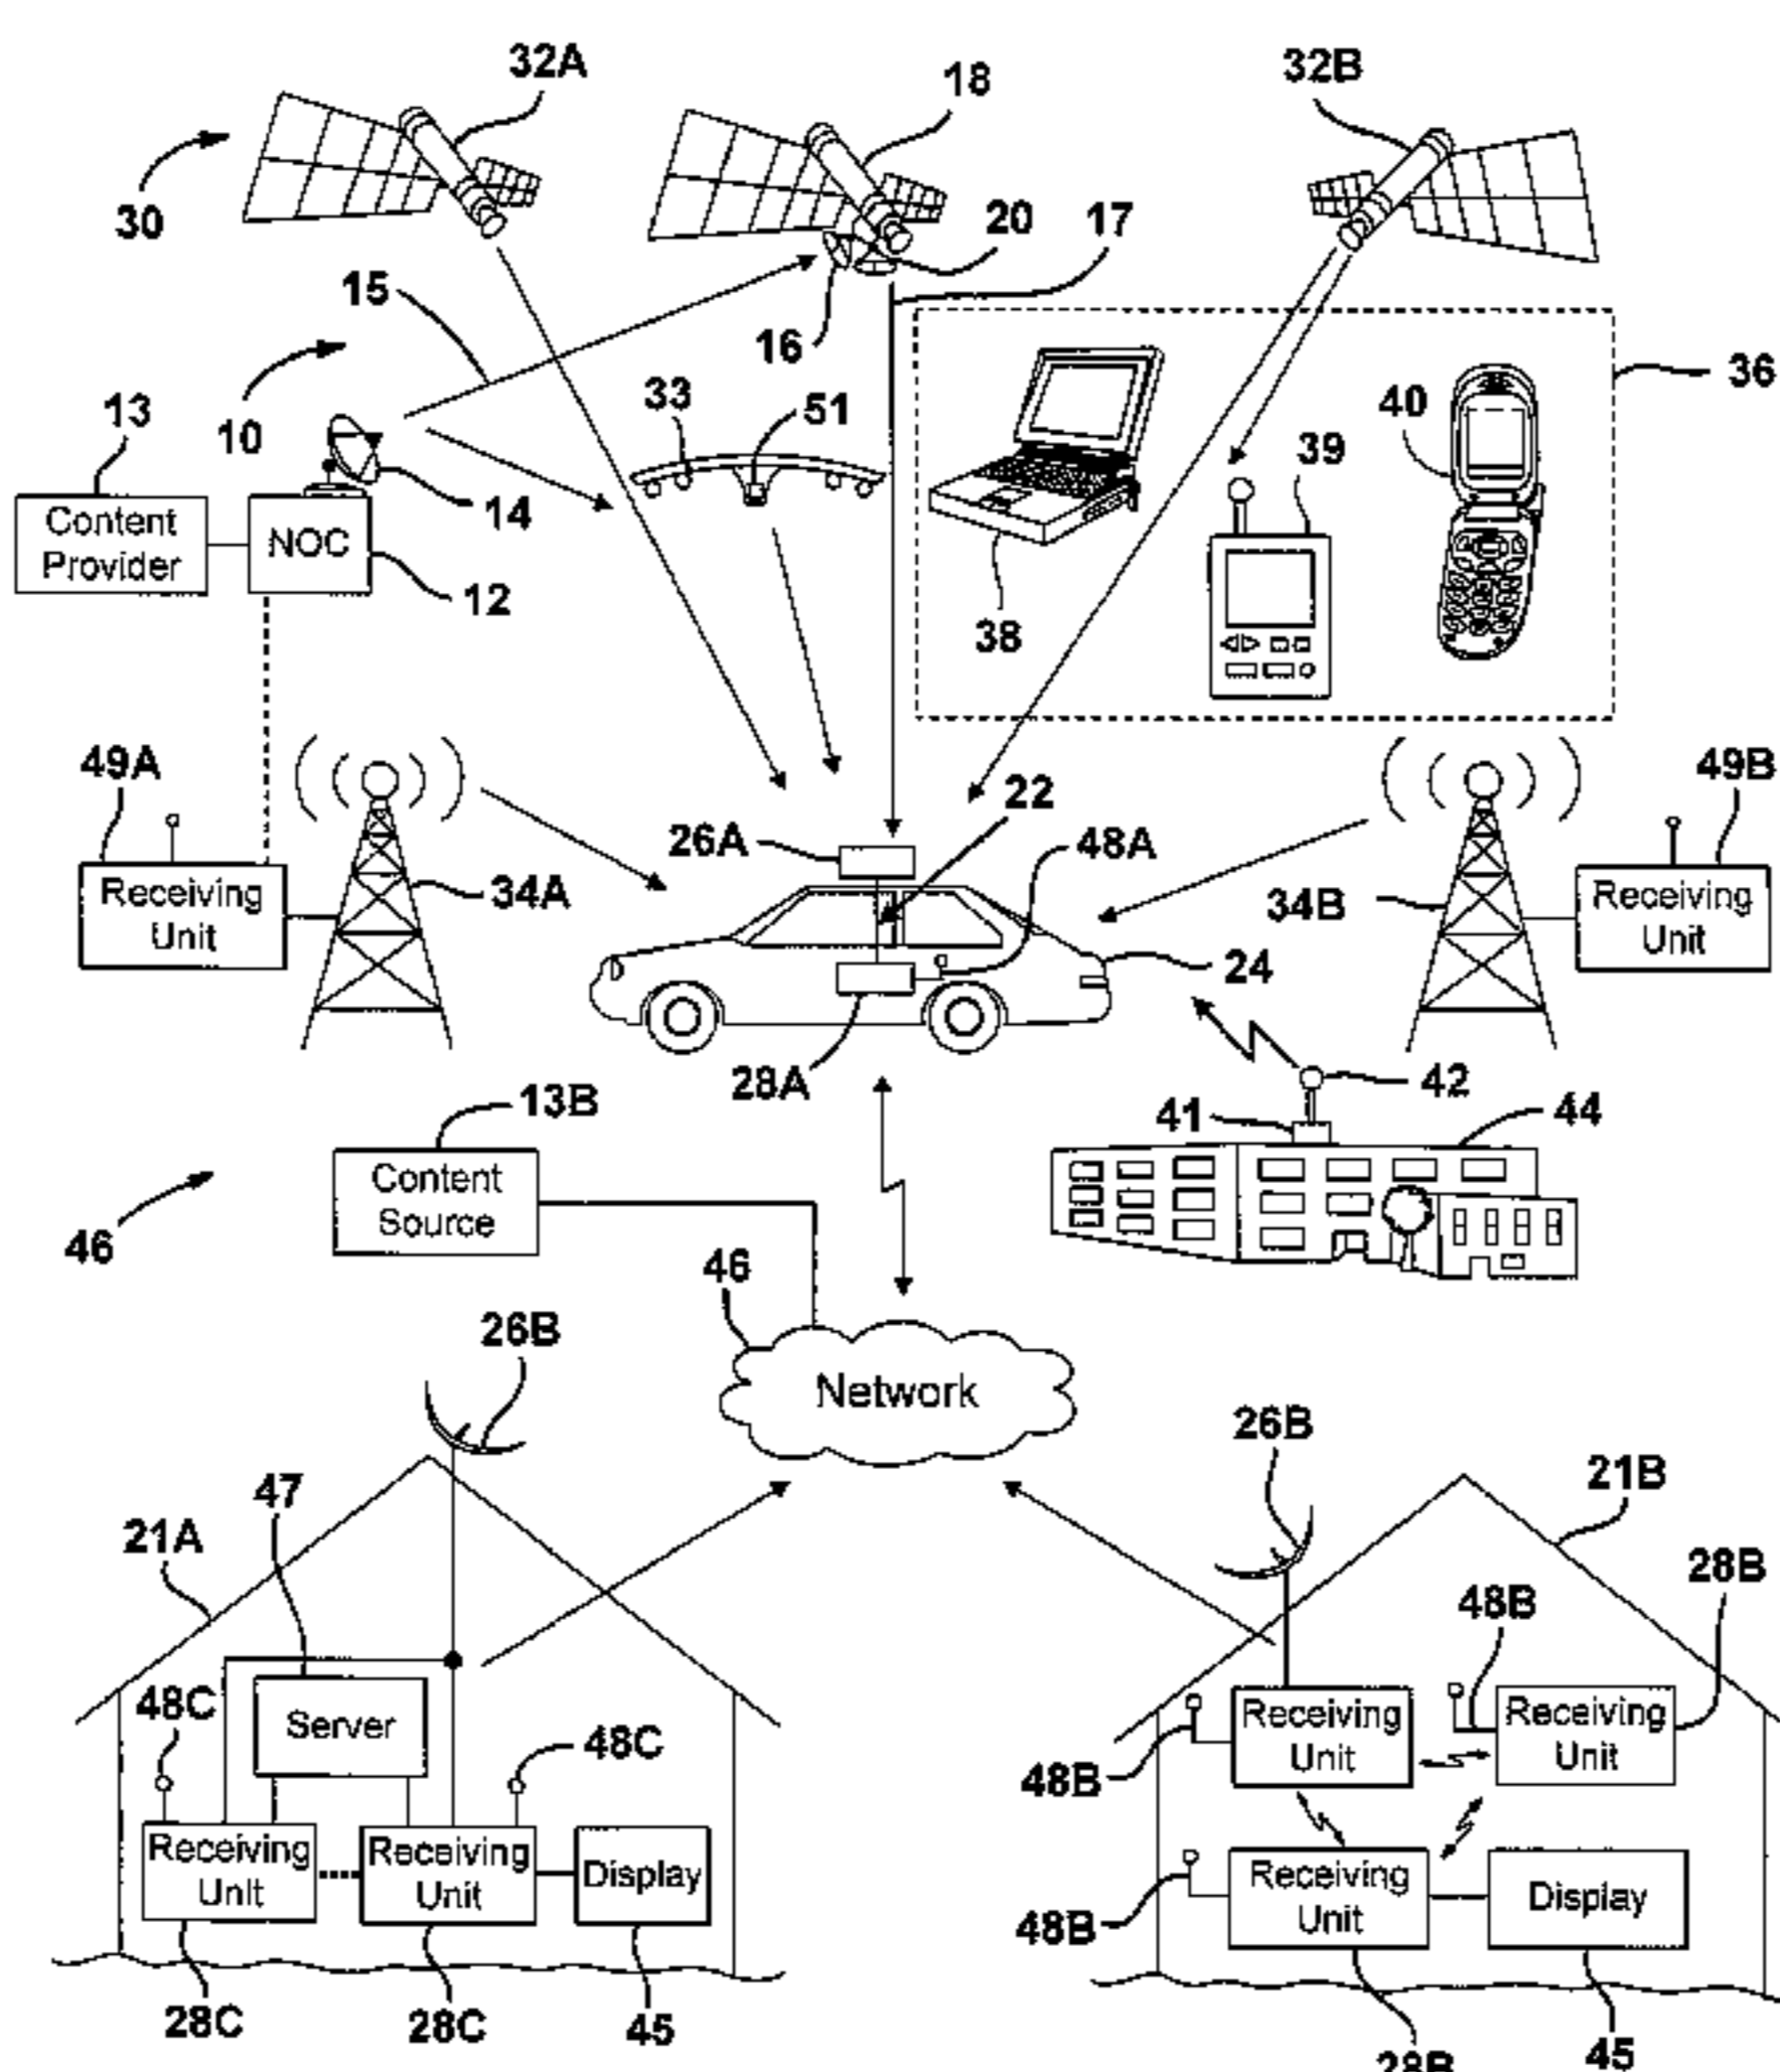 32A
18
32B
30
20
17
15
16
36
10
33
51
40
39
13
14
Content
Provider
NOC
12
38
49A
49B
22
26A
48A
Receiving
Unit
34A
34B
Receiving
Unit
24
28A
42
13B
41
44
Content
Source
46
46
26B
Network
26B
21B
47
21A
28B
48B
48C
Server
48C
Receiving
Unit
Receiving
Unit
48B
Receiving
Unit
Receiving
Unit
Display
Receiving
Unit
Display
48B
28C
28C
45
28B
45